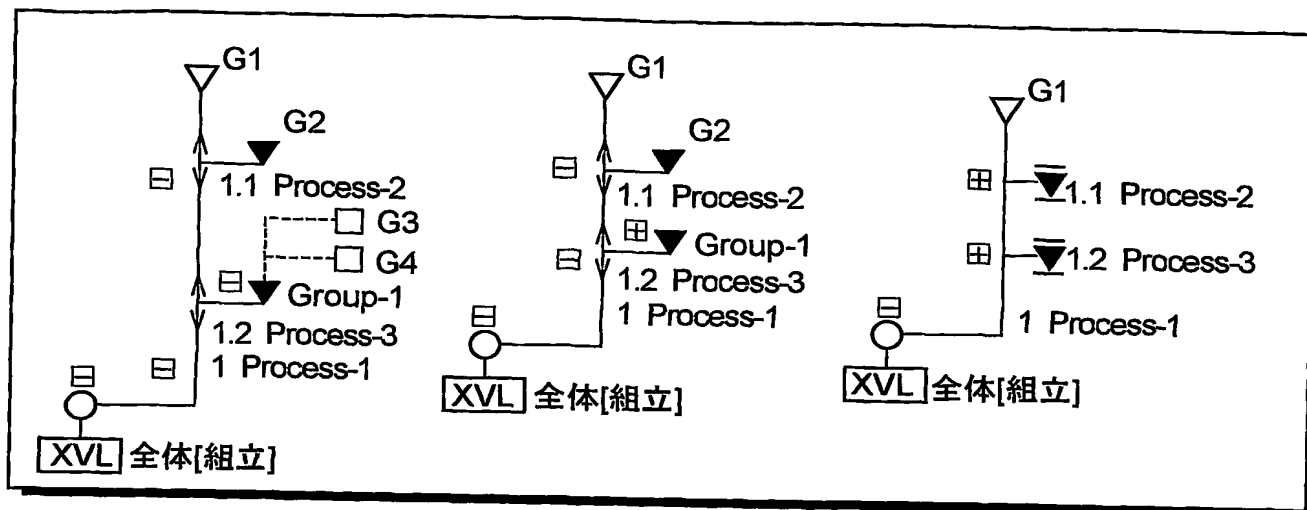 G1
G2
1.1 Process-2
G3
G4
Group-1
1.2 Process-3
1 Process-1
XVL 全体[組立]
G1
G2
1.1 Process-2
Group-1
1.2 Process-3
1 Process-1
XVL 全体[組立]
G1
1.1 Process-2
1.2 Process-3
1 Process-1
XVL 全体[組立]